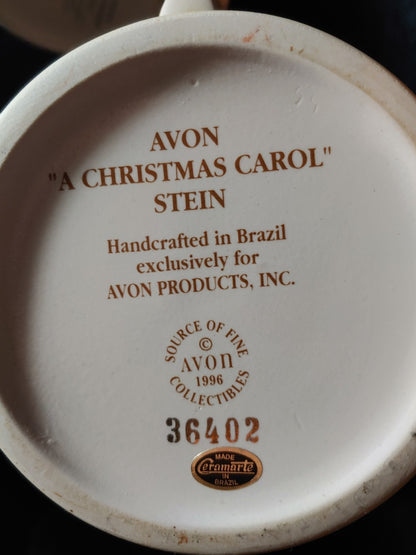 AVON
"A CHRISTMAS CAROL"
STEIN
Handcrafted in Brazil
exclusively for
AVON PRODUCTS, INC.
SOURCE OF FINE
©
AVON
1996
COLLECTIBLES
36402
MADE
Ceramarte
IN
BRAZIL